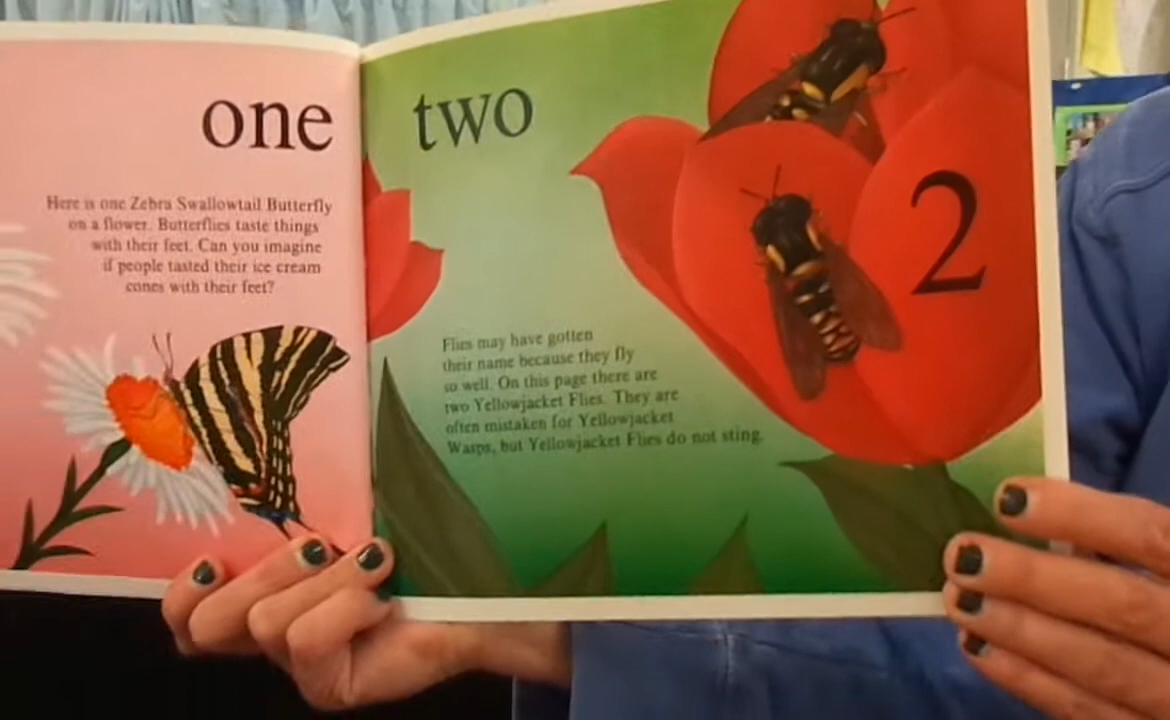 one
Here is one Zebra Swallowtail Butterfly
on a flower. Butterflies taste things
with their feet. Can you imagine
if people tasted their ice cream
cones with their feet?
two
2
Flies may have gotten
their name because they fly
so well. On this page there are
two Yellowjacket Flies. They are
often mistaken for Yellowjacket
Wasps, but Yellowjacket Flies do not sting.